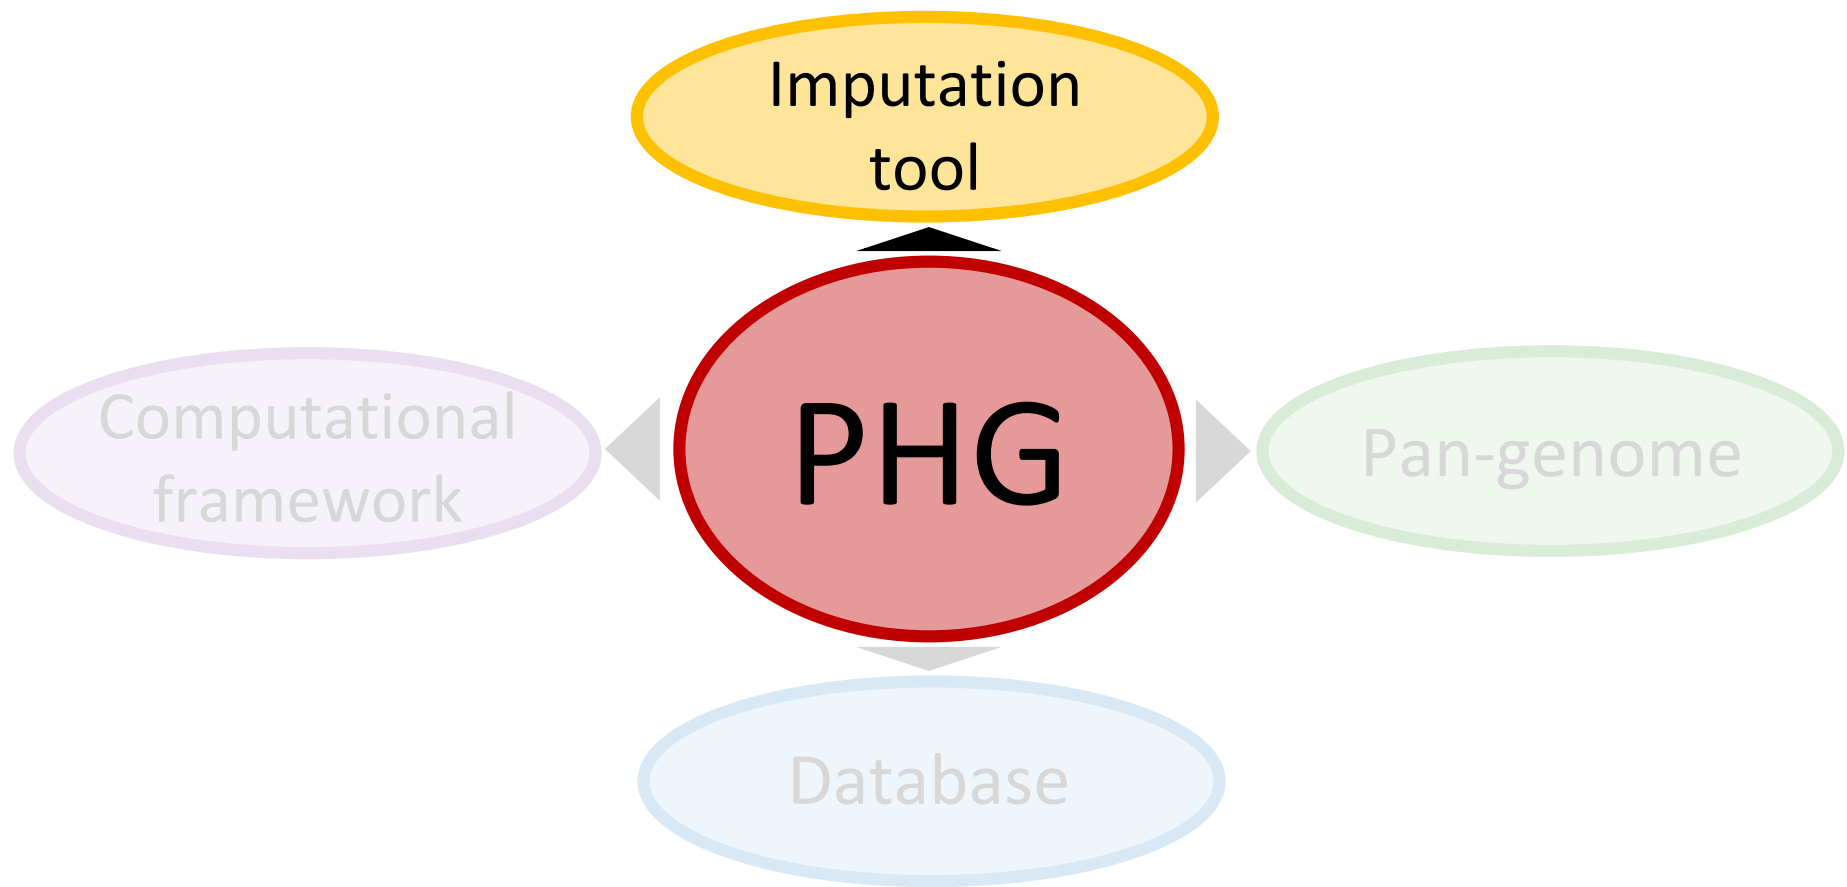 Imputation
tool
Computational
framework
PHG
Pan-genome
Database